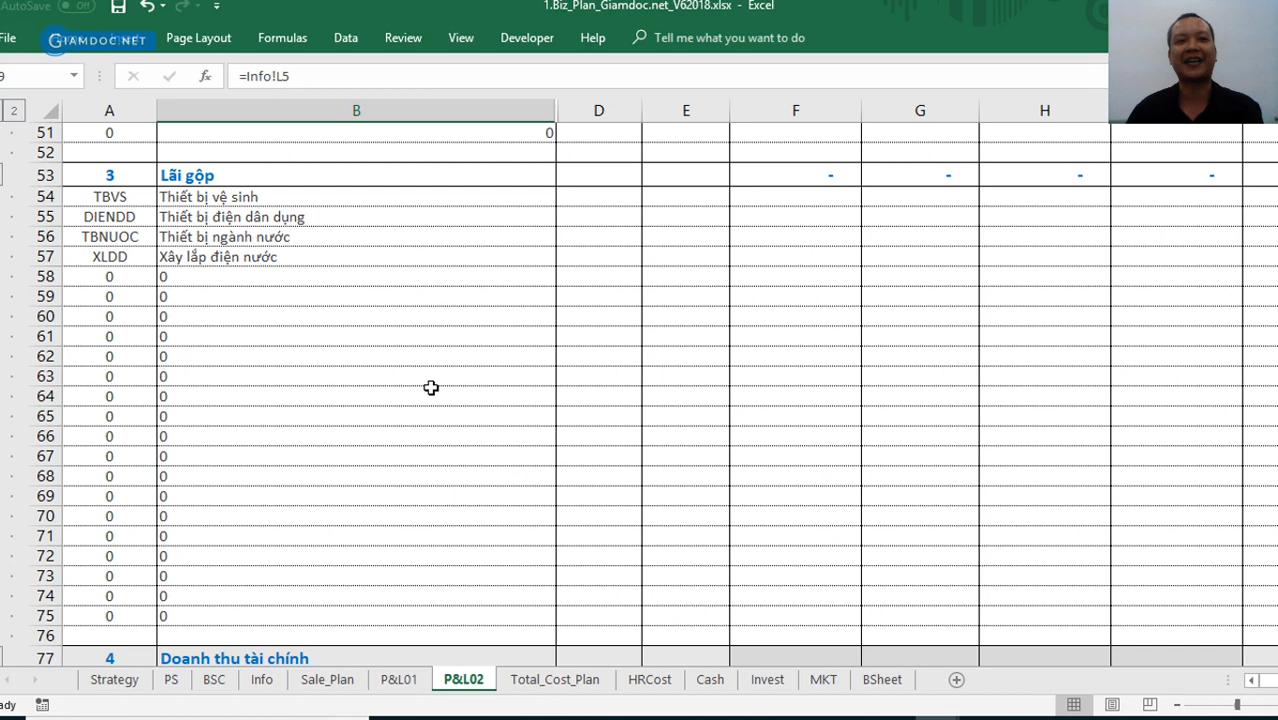 AutoSave Off
1.Biz_Plan_Giamdoc.net_V62018.xlsx - Excel
File GIAMDOC.NET Page Layout Formulas Data Review View Developer Help Tell me what you want to do
9 fx =Info!L5
2 A B D E F G H
51 0 0
52
53 3 Lãi gộp - - - -
54 TBVS Thiết bị vệ sinh
55 DIENDD Thiết bị điện dân dụng
56 TBNUOC Thiết bị ngành nước
57 XLDD Xây lắp điện nước
58 0 0
59 0 0
60 0 0
61 0 0
62 0 0
63 0 0
64 0 0
65 0 0
66 0 0
67 0 0
68 0 0
69 0 0
70 0 0
71 0 0
72 0 0
73 0 0
74 0 0
75 0 0
76
77 4 Doanh thu tài chính
Strategy PS BSC Info Sale_Plan P&L01 P&L02 Total_Cost_Plan HRCost Cash Invest MKT BSheet
ady